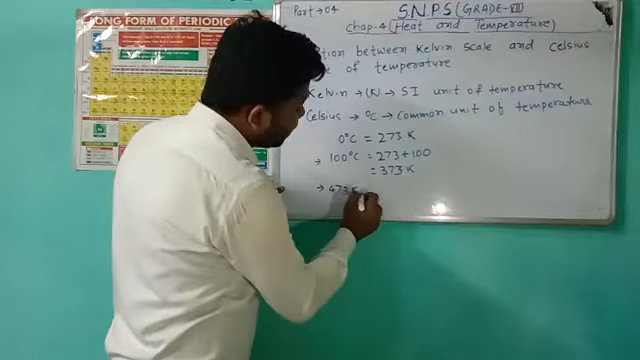 LONG FORM OF PERIODIC
Part → 04
S.N.P.S (GRADE-VII)
Chap-4 (Heat and Temperature)
between Kelvin scale and Celsius
of temperature
Kelvin → (K) → SI unit of temperature
Celsius → °C → Common unit of temperature
0°C = 273 K
→ 100°C = 273+100
= 373 K
→ 473 K